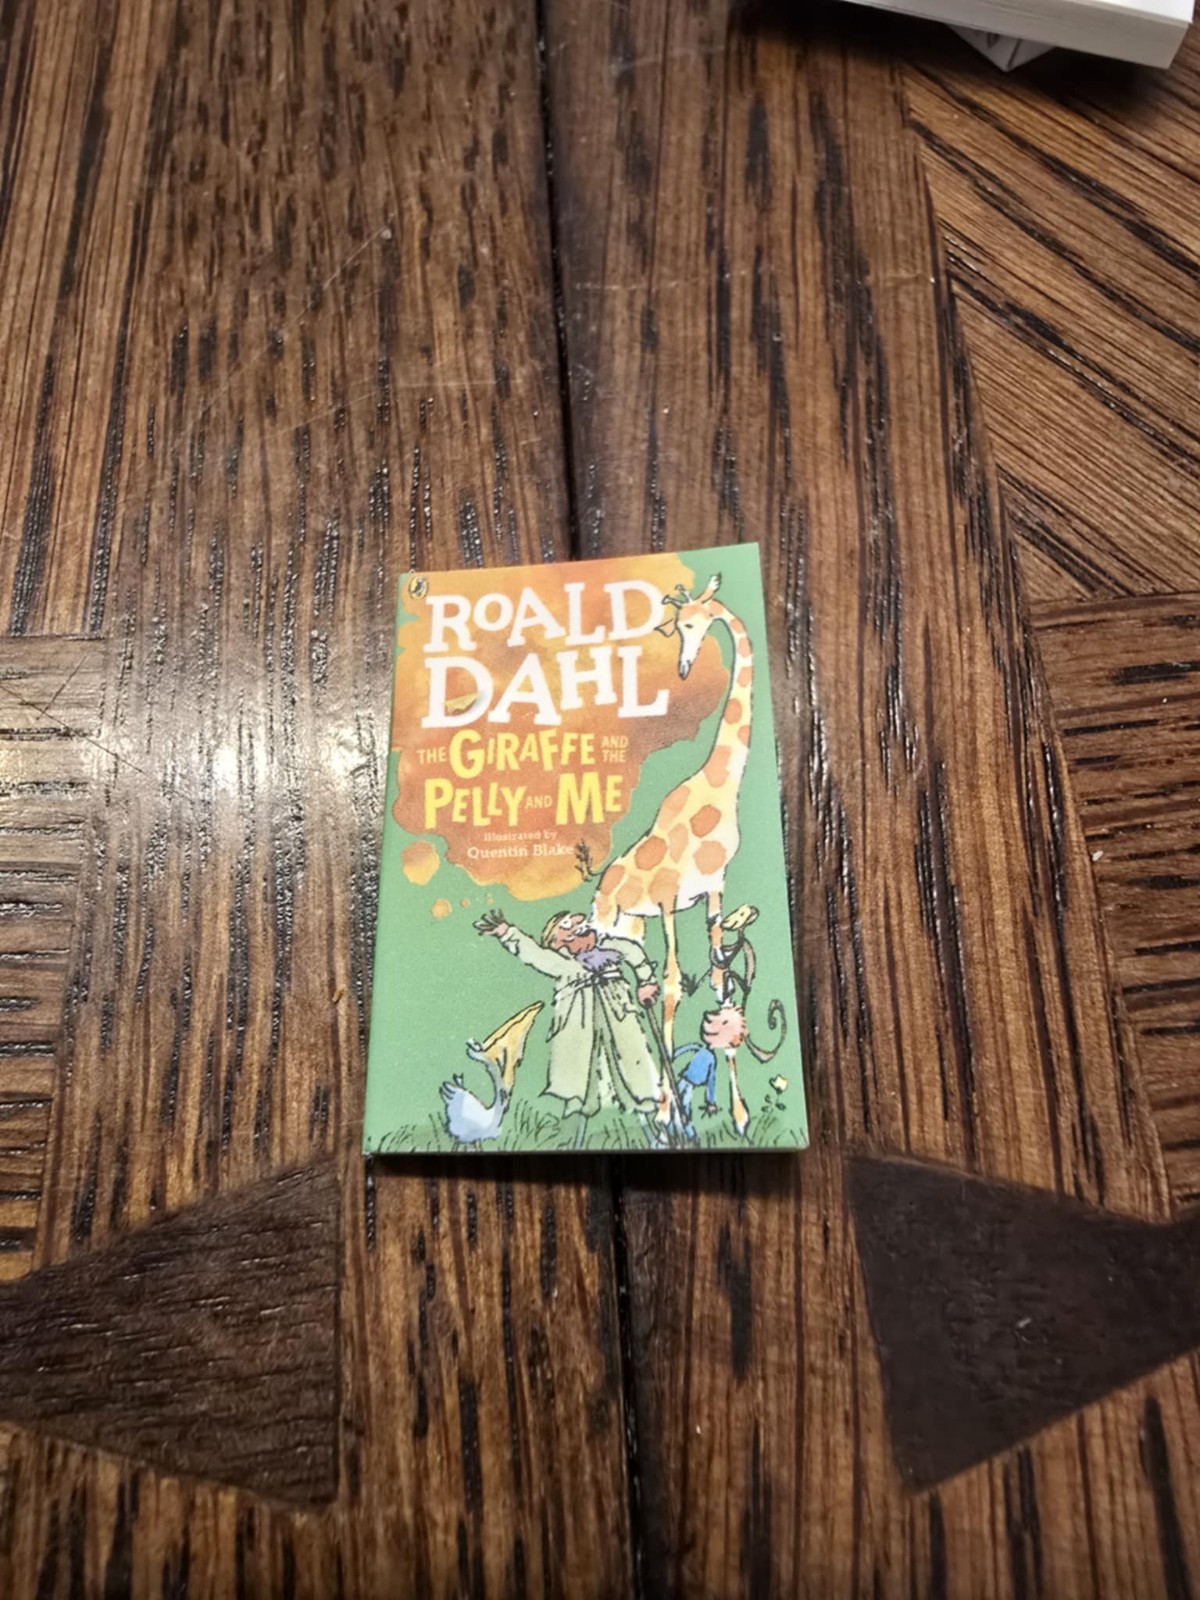 ROALD
DAHL
THE GIRAFFE AND THE
PELLY AND ME
illustrated by
Quentin Blake